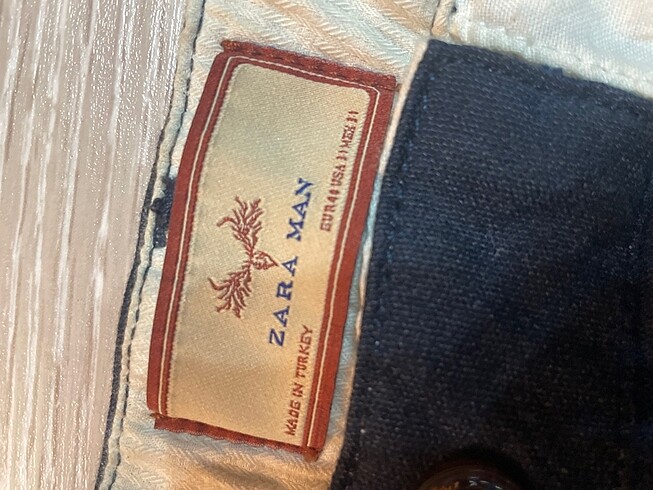 ZARA MAN
EUR 40 USA 31 MEX 31
MADE IN TURKEY